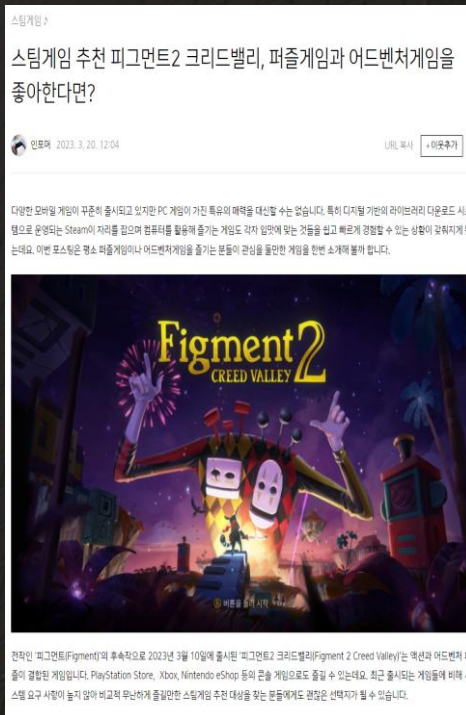 스팀게임♪
스팀게임 추천 피그먼트2 크리드밸리, 퍼즐게임과 어드벤처게임을
좋아한다면?
인포머 2023. 3. 20. 12:04
URL 복사 +이웃추가
다양한 모바일 게임이 꾸준히 출시되고 있지만 PC 게임이 가진 특유의 매력을 대신할 수는 없습니다. 특히 디지털 기반의 라이브러리 다운로드 시스
템으로 운영되는 Steam이 자리를 잡으며 컴퓨터를 활용해 즐기는 게임도 각자 입맛에 맞는 것들을 쉽고 빠르게 경험할 수 있는 상황이 갖춰지게
는데요. 이번 포스팅은 평소 퍼즐게임이나 어드벤처게임을 즐기는 분들이 관심을 둘만한 게임을 한번 소개해 볼까 합니다.
Figment 2
CREED VALLEY
버튼을 눌러 시작
전작인 '피그먼트(Figment)'의 후속작으로 2023년 3월 10일에 출시된 '피그먼트2 크리드밸리(Figment 2 Creed Valley)'는 액션과 어드벤처
즐이 결합된 게임입니다. PlayStation Store, Xbox, Nintendo eShop 등의 콘솔 게임으로도 즐길 수 있는데요. 최근 출시되는 게임들에 비해
스템 요구 사항이 높지 않아 비교적 무난하게 즐길만한 스팀게임 추천 대상을 찾는 분들에게도 괜찮은 선택지가 될 수 있습니다.